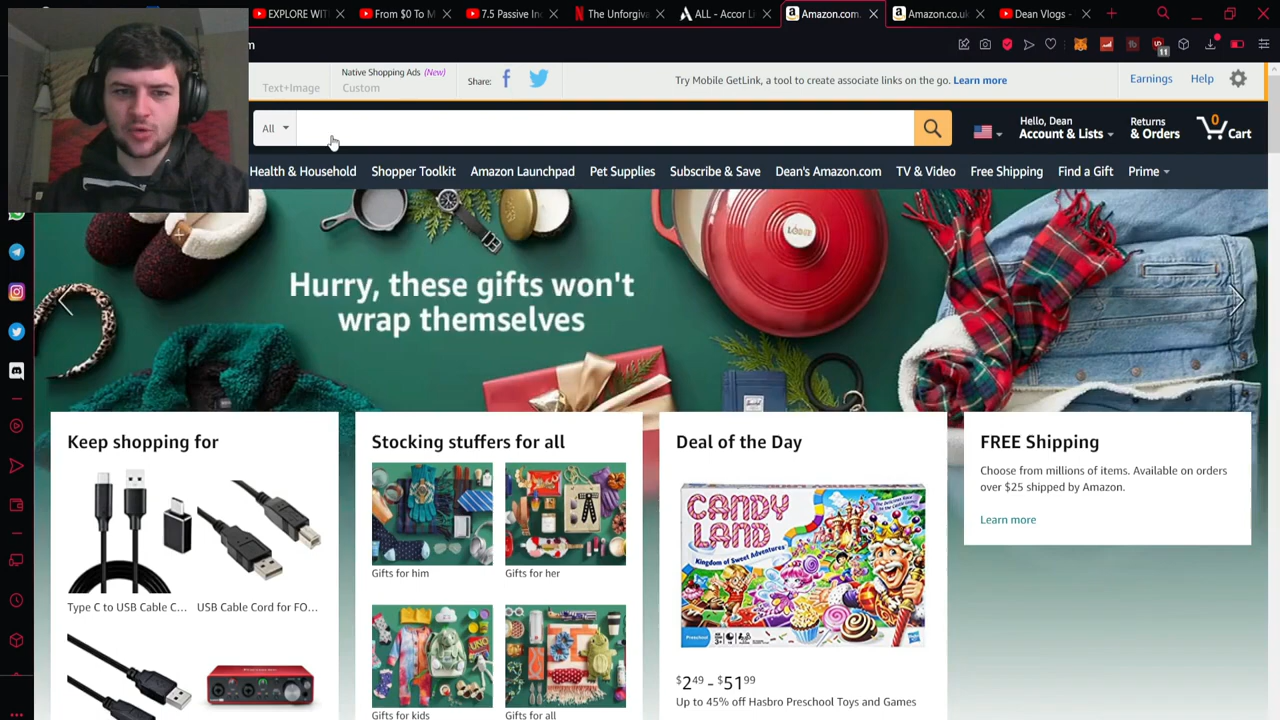 EXPLORE WIT
From $0 To M
7.5 Passive Inc
The Unforgiva
ALL - Accor Li
Amazon.com.
Amazon.co.uk
Dean Vlogs -
m
11
Text+Image
Native Shopping Ads (New)
Custom
Share:
Try Mobile GetLink, a tool to create associate links on the go. Learn more
Earnings
Help
All
Hello, Dean
Account & Lists
Returns
& Orders
0
Cart
Health & Household
Shopper Toolkit
Amazon Launchpad
Pet Supplies
Subscribe & Save
Dean's Amazon.com
TV & Video
Free Shipping
Find a Gift
Prime
LODGE
Hurry, these gifts won't
wrap themselves
Keep shopping for
Type C to USB Cable C...
USB Cable Cord for FO...
Stocking stuffers for all
Gifts for him
Gifts for her
UNO
Gifts for kids
Gifts for all
Deal of the Day
CANDY
LAND
Kingdom of Sweet Adventures
Preschool
$2.49 - $51.99
Up to 45% off Hasbro Preschool Toys and Games
FREE Shipping
Choose from millions of items. Available on orders
over $25 shipped by Amazon.
Learn more